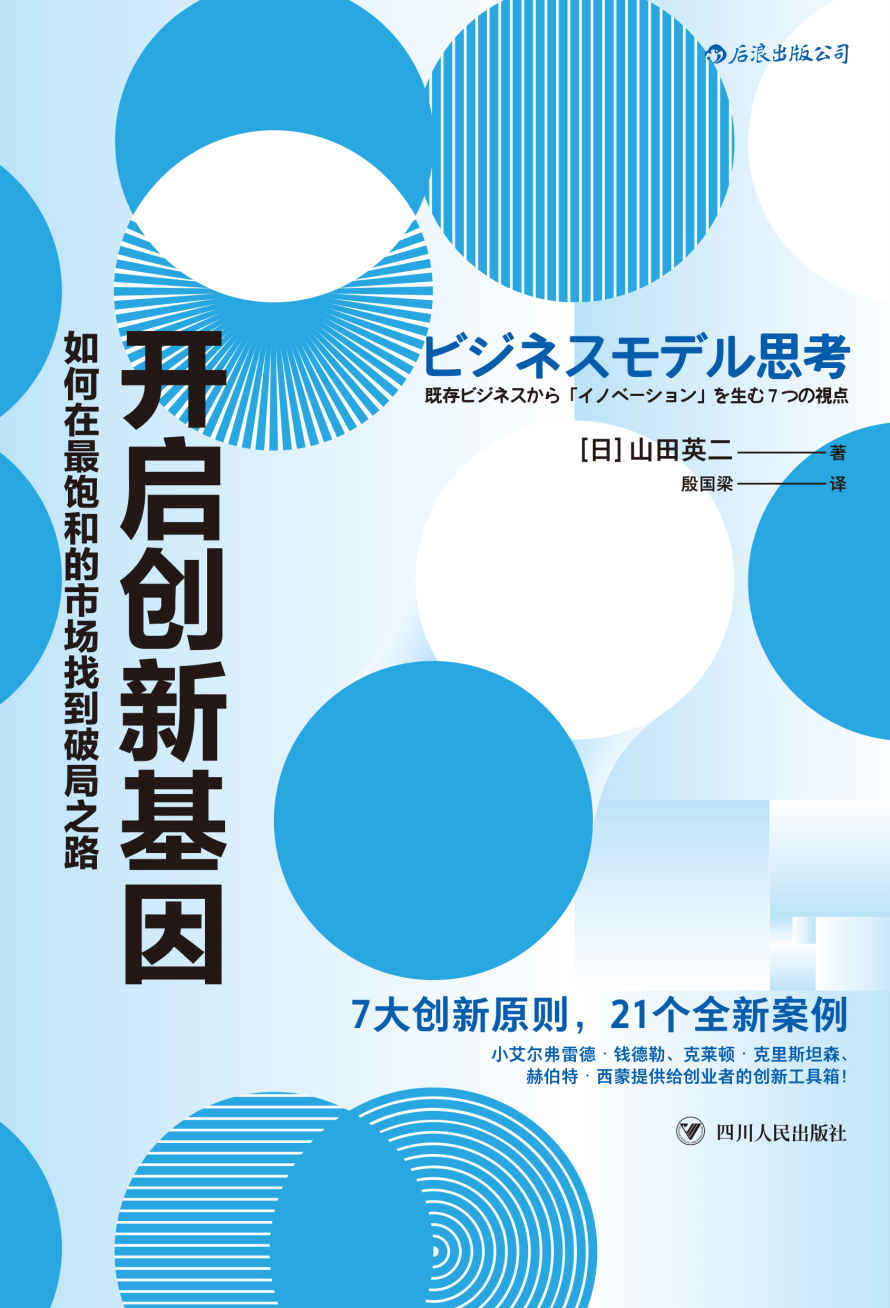 后浪出版公司
开启创新基因
如何在最饱和的市场找到破局之路
ビジネスモデル思考
既存ビジネスから「イノベーション」を生む7つの視点
[日] 山田英二 著
殷国梁 译
7大创新原则，21个全新案例
小艾尔弗雷德·钱德勒、克莱顿·克里斯坦森、
赫伯特·西蒙提供给创业者的创新工具箱！
四川人民出版社